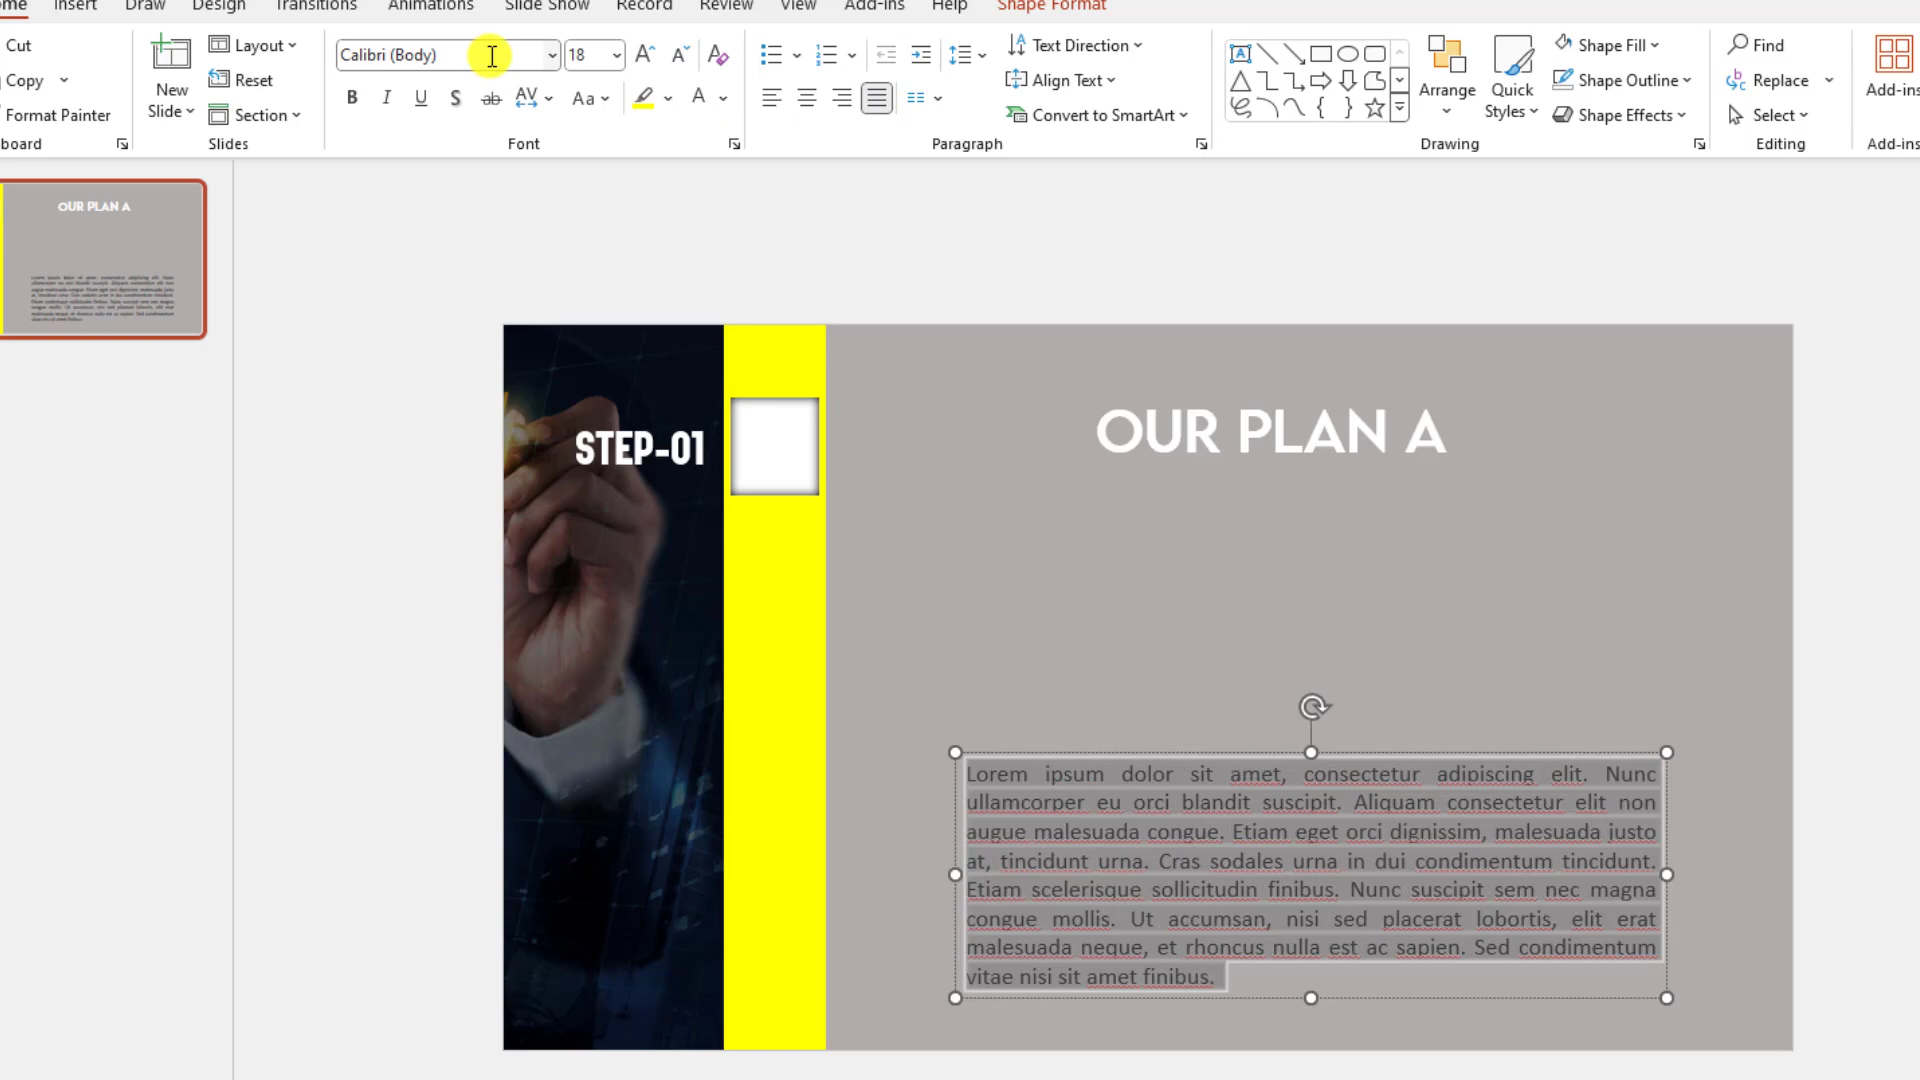 ome Insert Draw Design Transitions Animations Slide Show Record Review View Add-ins Help Shape Format
Cut
Copy
Format Painter
board
New
Slide
Layout
Reset
Section
Slides
Calibri (Body) 18
B I U S ab AV Aa A
Font
Text Direction
Align Text
Convert to SmartArt
Paragraph
Arrange
Quick
Styles
Shape Fill
Shape Outline
Shape Effects
Drawing
Find
Replace
Select
Editing
Add-ins
Add-ins
OUR PLAN A
STEP-01
OUR PLAN A
Lorem ipsum dolor sit amet, consectetur adipiscing elit. Nunc
ullamcorper eu orci blandit suscipit. Aliquam consectetur elit non
augue malesuada congue. Etiam eget orci dignissim, malesuada justo
at, tincidunt urna. Cras sodales urna in dui condimentum tincidunt.
Etiam scelerisque sollicitudin finibus. Nunc suscipit sem nec magna
congue mollis. Ut accumsan, nisi sed placerat lobortis, elit erat
malesuada neque, et rhoncus nulla est ac sapien. Sed condimentum
vitae nisi sit amet finibus.